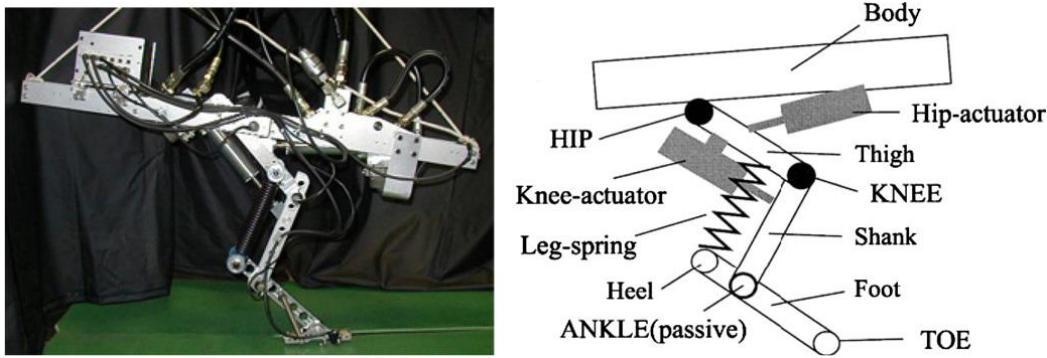 Body
HIP
Hip-actuator
Thigh
Knee-actuator
KNEE
Leg-spring
Shank
Heel
Foot
ANKLE(passive)
TOE